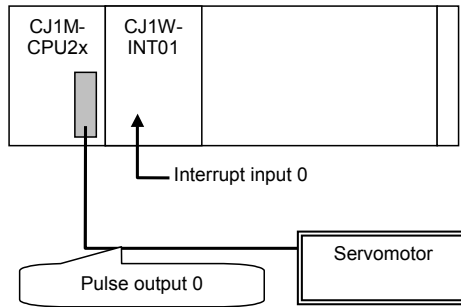 CJ1M-
CPU2x
CJ1W-
INT01
Interrupt input 0
Servomotor
Pulse output 0